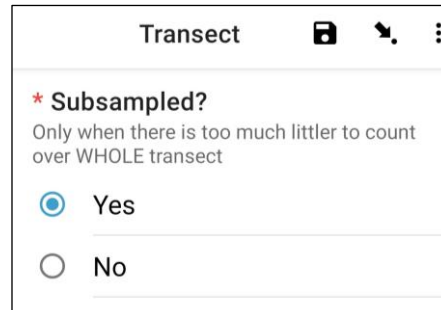 Transect
* Subsampled?
Only when there is too much littler to count
over WHOLE transect
Yes
No